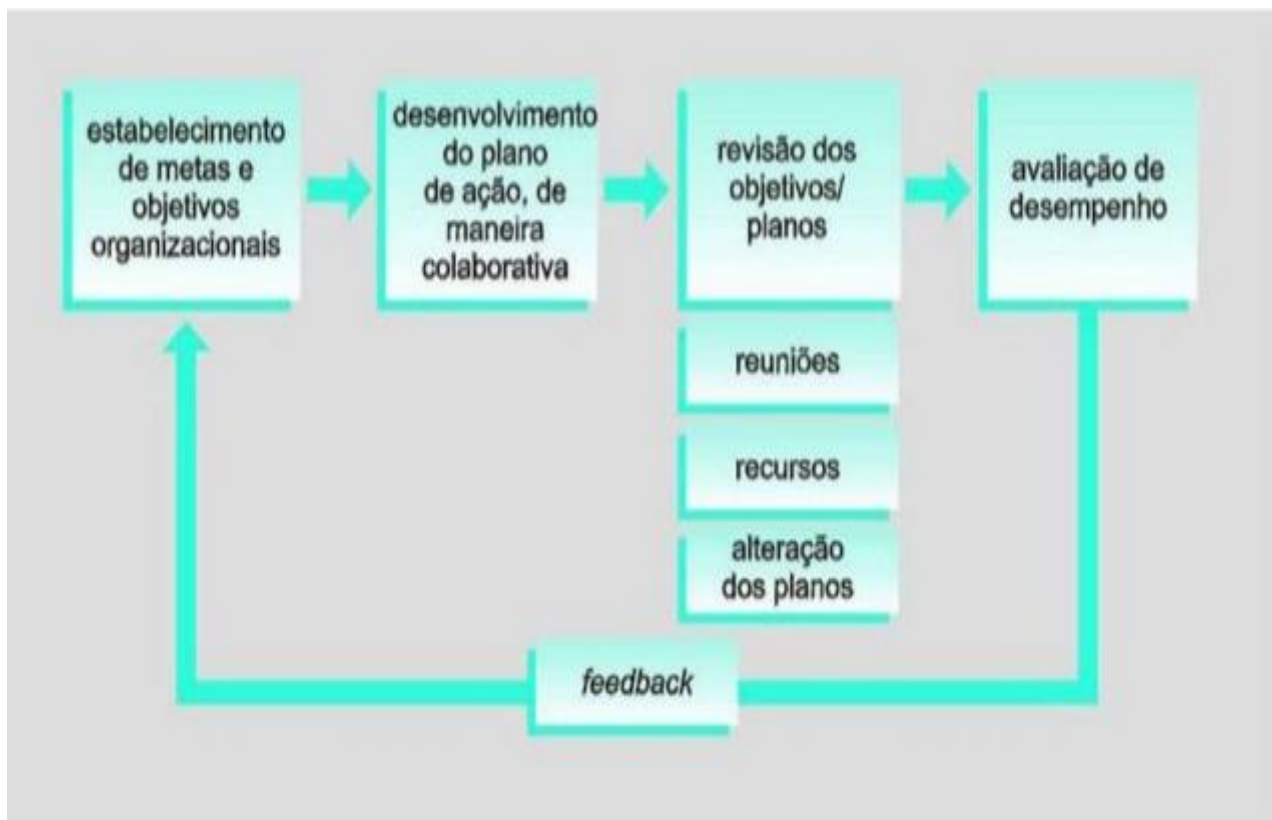 estabelecimento
de metas e
objetivos
organizacionais
desenvolvimento
do plano
de ação, de
maneira
colaborativa
revisão dos
objetivos/
planos
reuniões
recursos
alteração
dos planos
avaliação de
desempenho
feedback